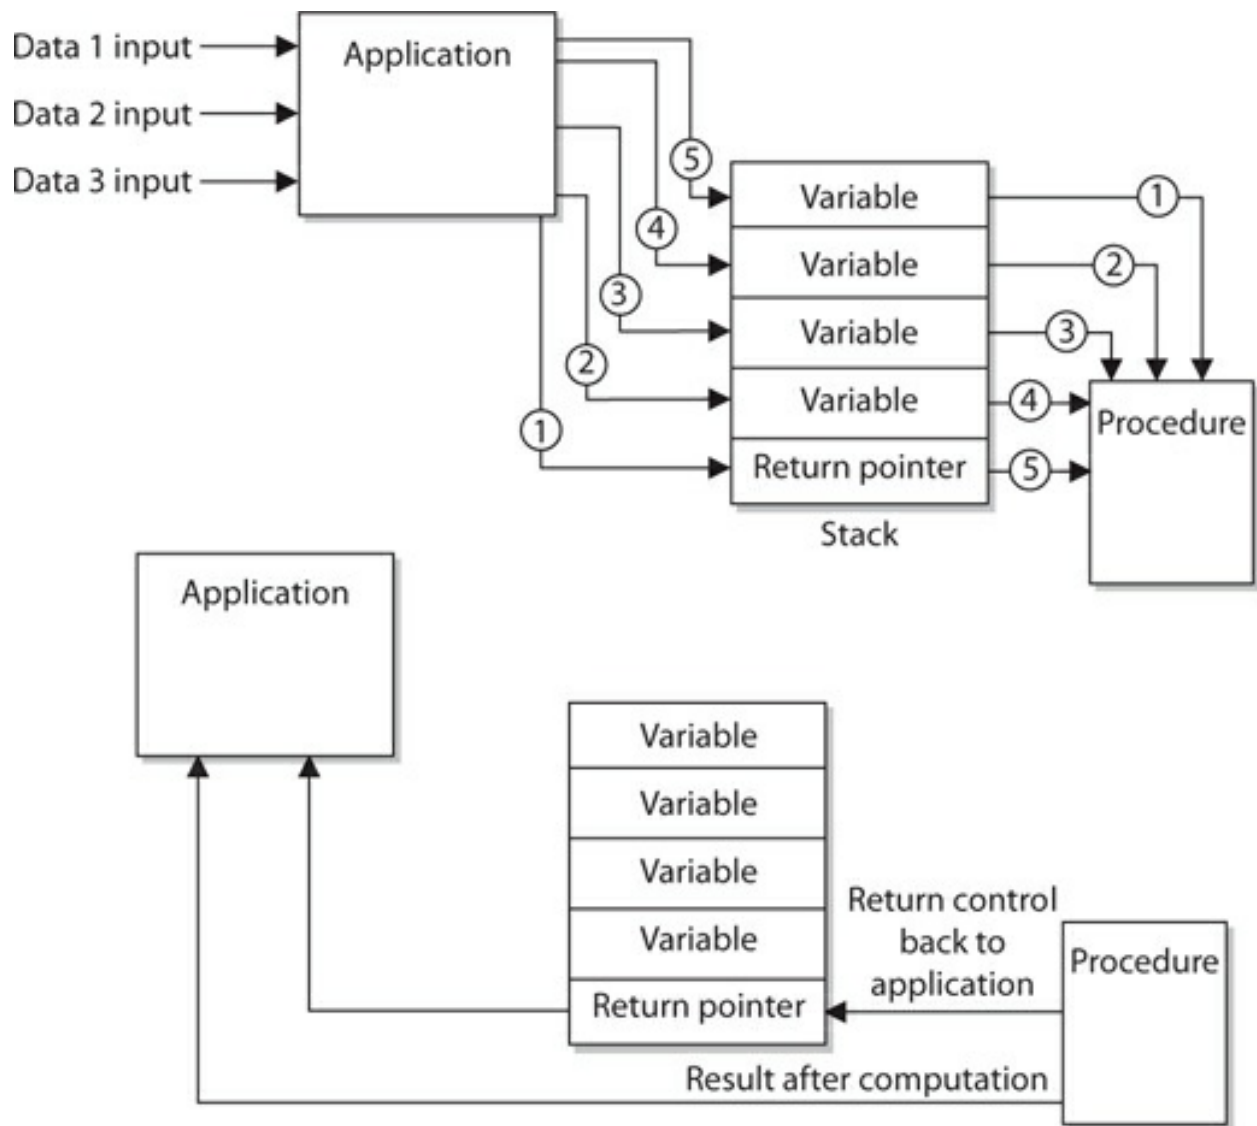 Data 1 input
Data 2 input
Data 3 input
Application
5
4
3
2
1
Variable
Variable
Variable
Variable
Return pointer
Stack
1
2
3
4
5
Procedure
Application
Variable
Variable
Variable
Variable
Return pointer
Return control
back to
application
Procedure
Result after computation